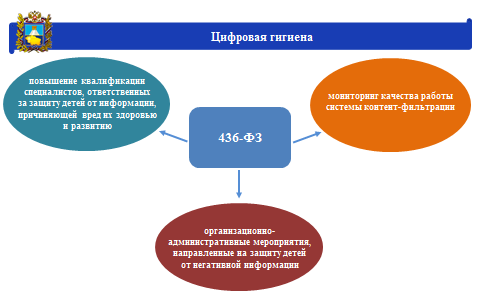 Цифровая гигиена
повышение квалификации
специалистов, ответственных
за защиту детей от информации,
причиняющей вред их здоровью
и развитию
мониторинг качества работы
системы контент-фильтрации
436-ФЗ
организационно-
административные мероприятия,
направленные на защиту детей
от негативной информации